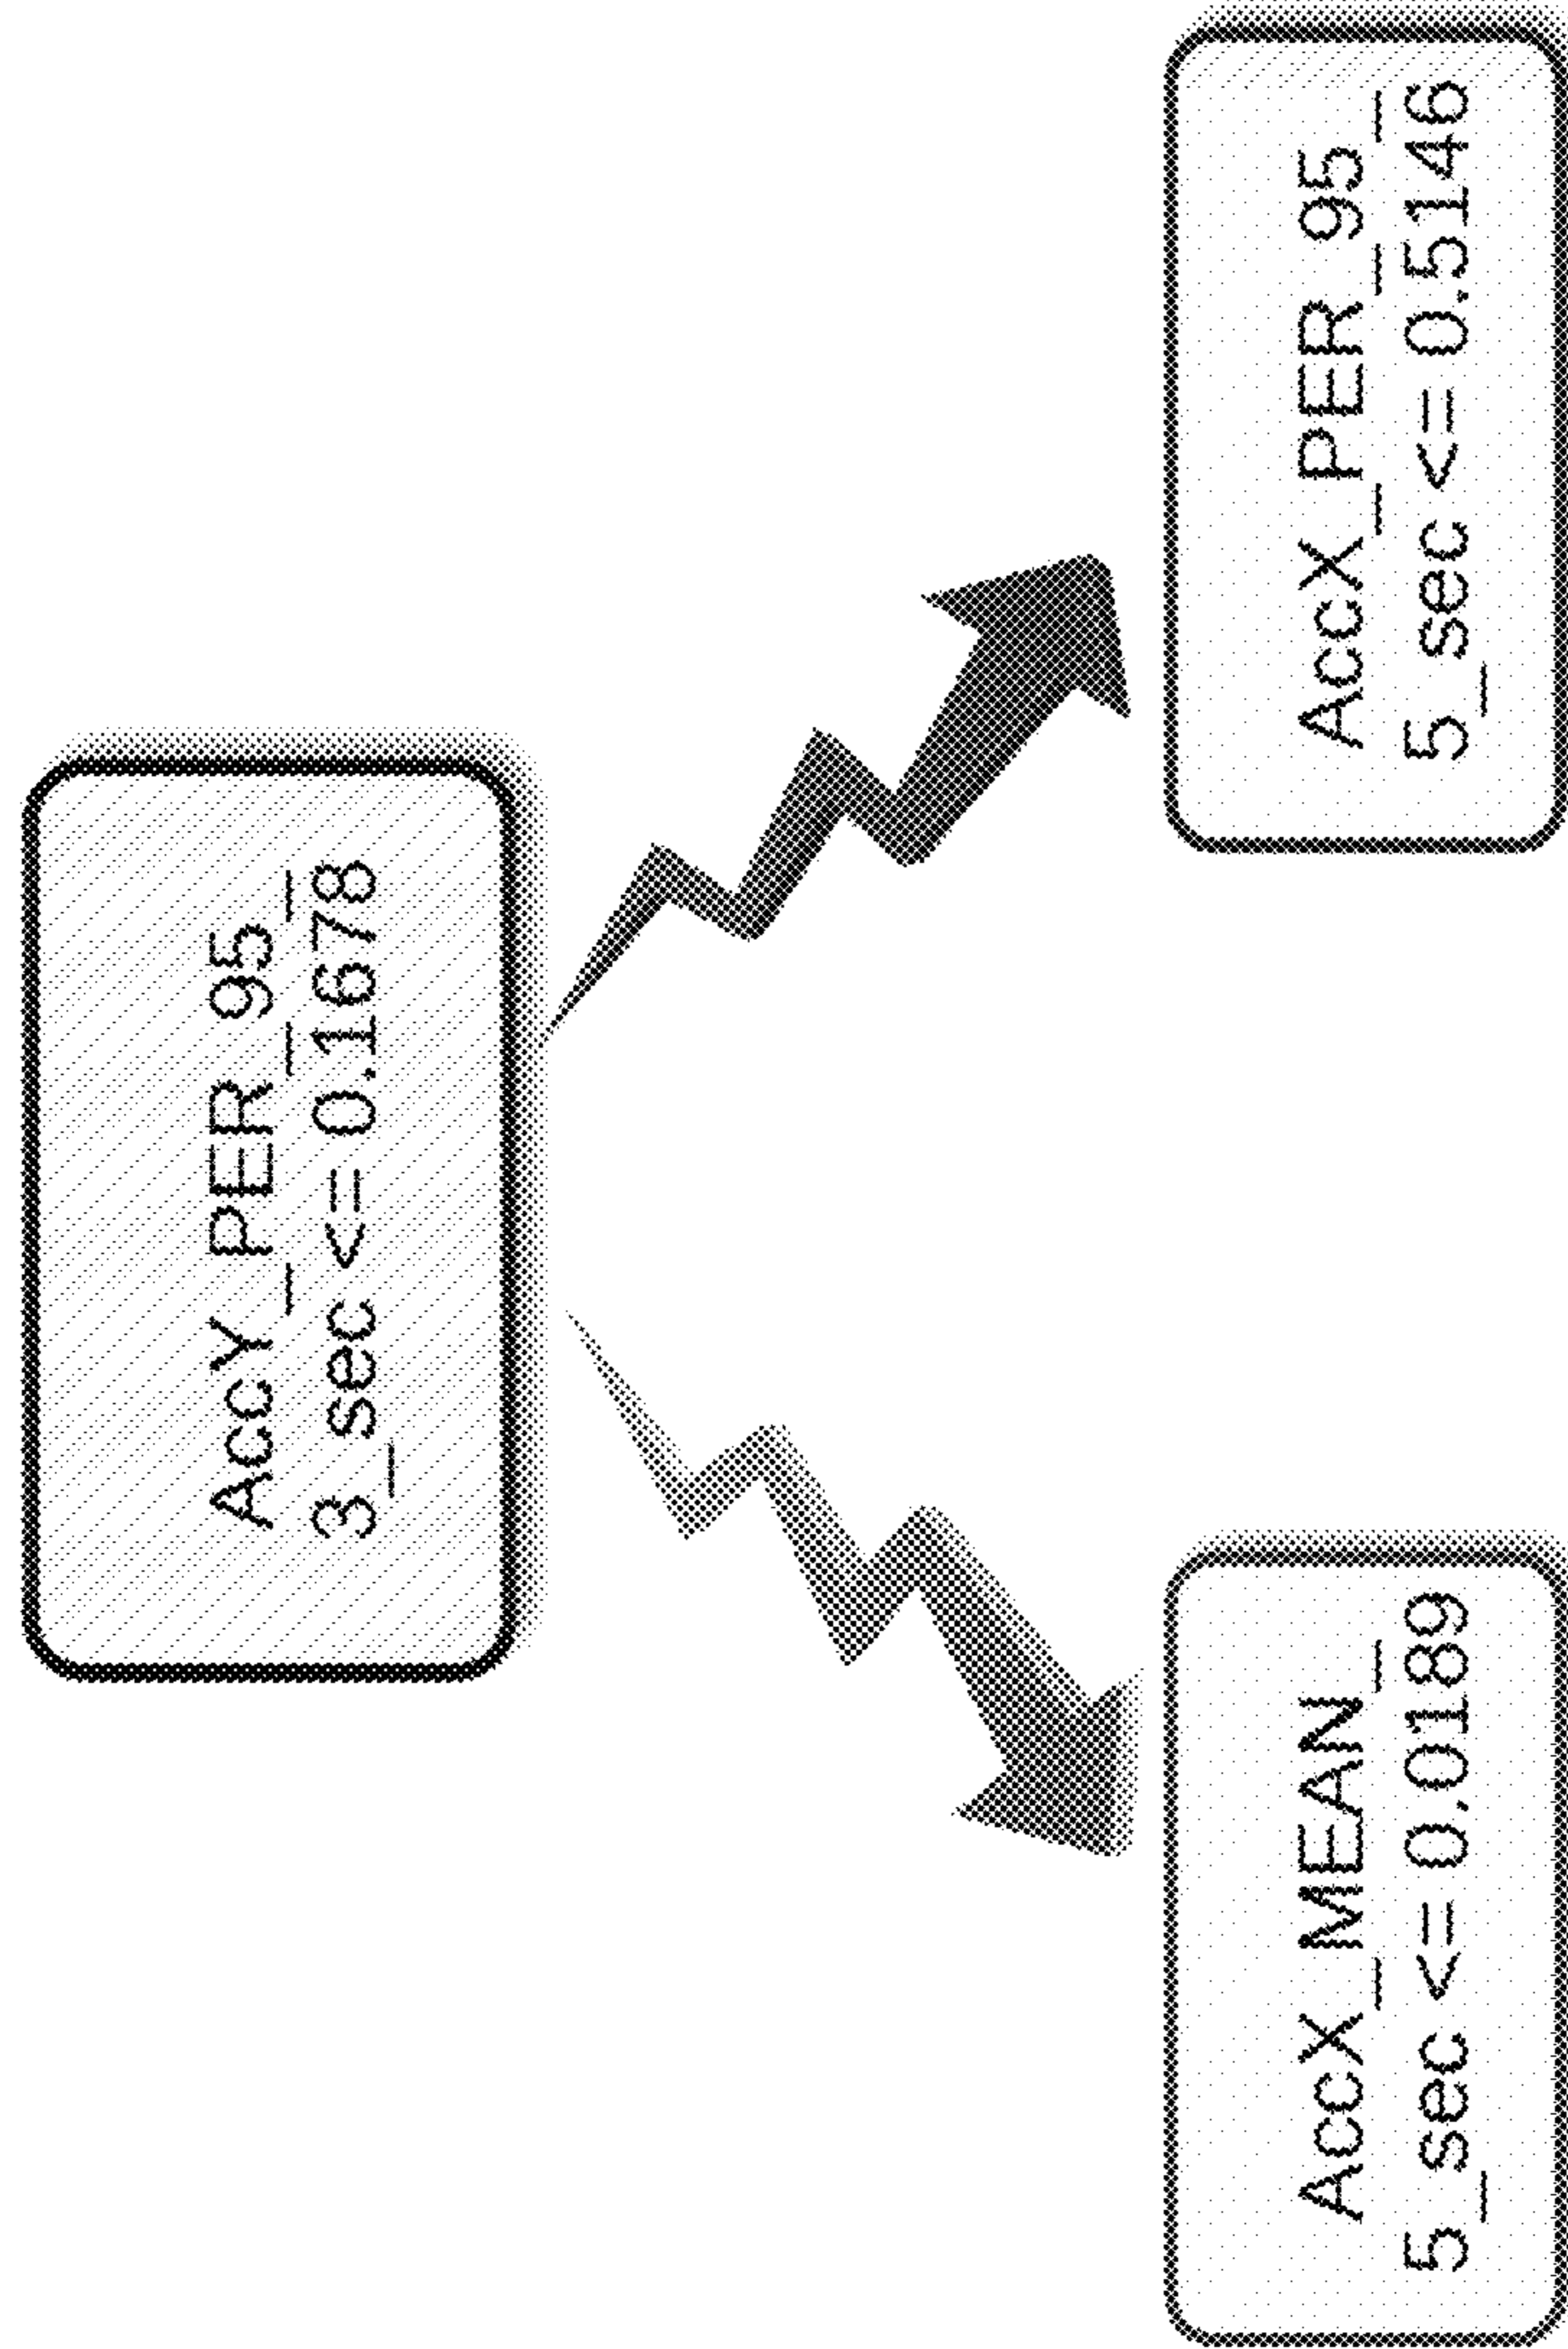 AccY_PER_95_
3_sec <= 0.1678
AccX_MEAN_
5_sec <= 0.0189
AccX_PER_95_
5_sec <= 0.5146